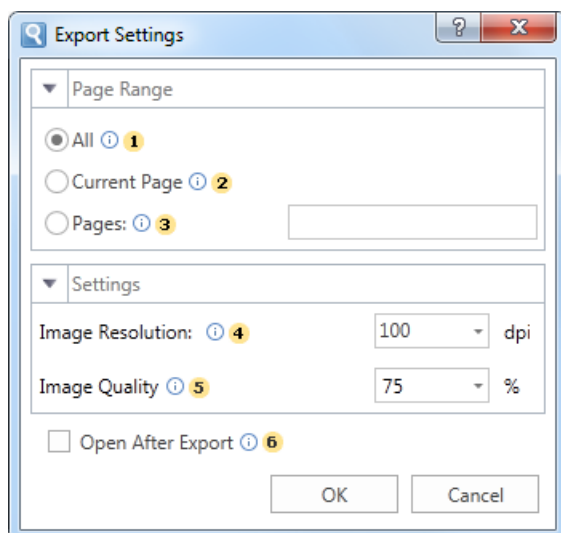 Export Settings
Page Range
All 1
Current Page 2
Pages: 3
Settings
Image Resolution: 4 100 dpi
Image Quality 5 75 %
Open After Export 6
OK Cancel